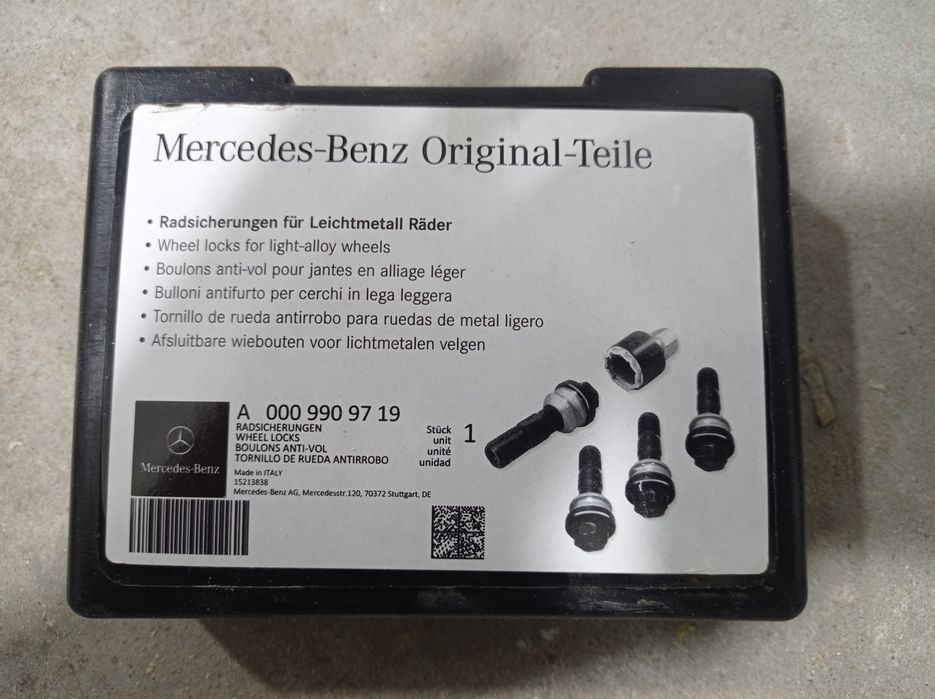 Mercedes-Benz Original-Teile
• Radsicherungen für Leichtmetall Räder
• Wheel locks for light-alloy wheels
• Boulons anti-vol pour jantes en alliage léger
• Bulloni antifurto per cerchi in lega leggera
• Tornillo de rueda antirrobo para ruedas de metal ligero
• Afsluitbare wiebouten voor lichtmetalen velgen
A 000 990 97 19
RADSICHERUNGEN
WHEEL LOCKS
BOULONS ANTI-VOL
TORNILLO DE RUEDA ANTIRROBO
Made in ITALY
15213838
Mercedes-Benz AG, Mercedesstr.120, 70372 Stuttgart, DE
Mercedes-Benz
Stück
unit
unité
unidad
1